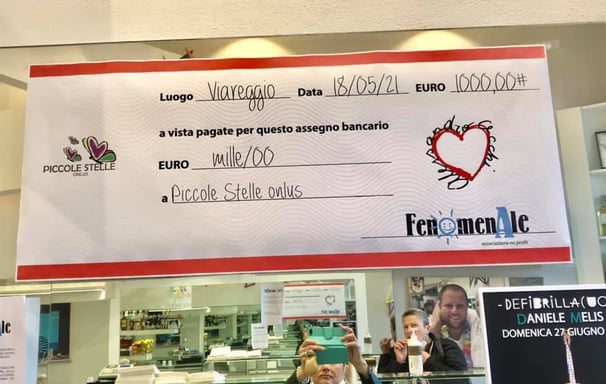 Luogo Viareggio Data 18/05/21 EURO 1000,00#
a vista pagate per questo assegno bancario
PICCOLE STELLE
ONLUS
EURO mille/00
a Piccole Stelle onlus
FenomenAle
associazione no profit
- DEFIBRILLA
DANIELE MELIS
DOMENICA 27 GIUGNO